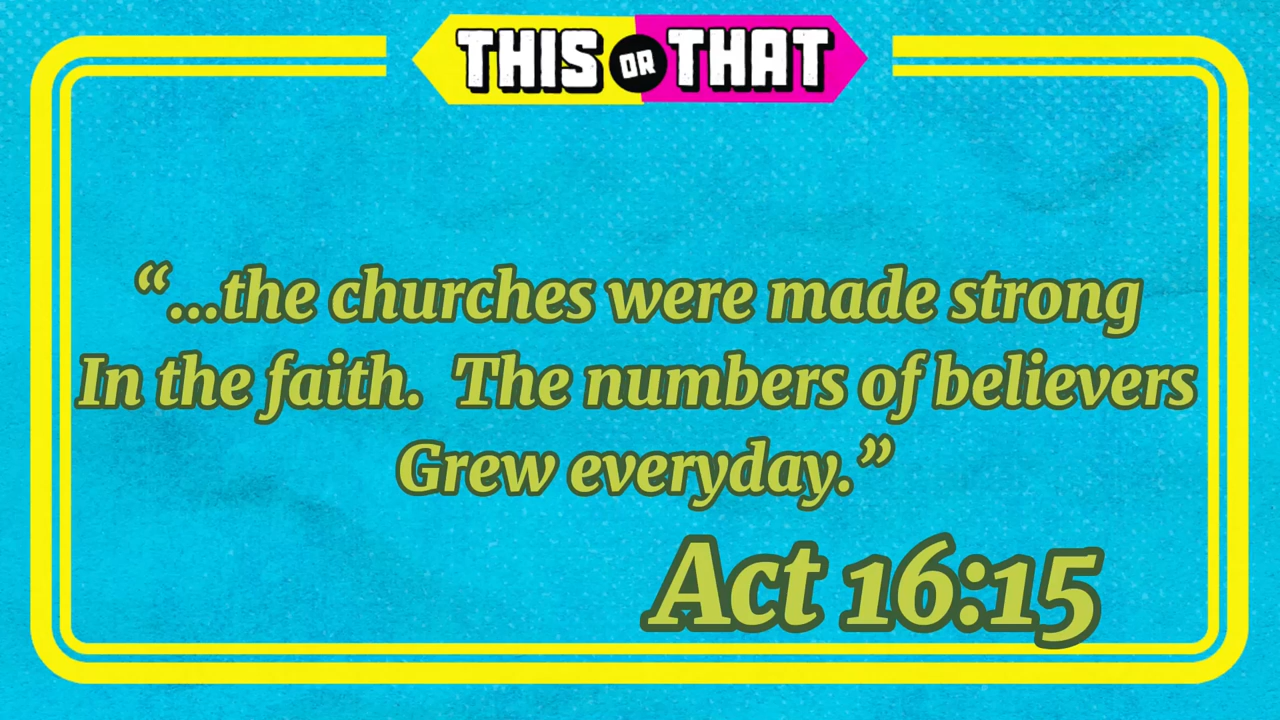 THIS OR THAT
“...the churches were made strong
In the faith.  The numbers of believers
Grew everyday.”
Act 16:15